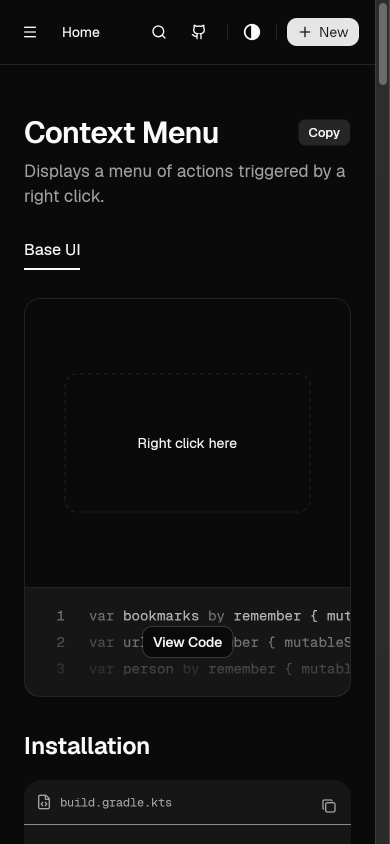 Home
New
Context Menu
Copy
Displays a menu of actions triggered by a
right click.
Base UI
Right click here
1 var bookmarks by remember { mut
2 var ber { mutableS
View Code
3 var person by remember { mutabl
Installation
build.gradle.kts